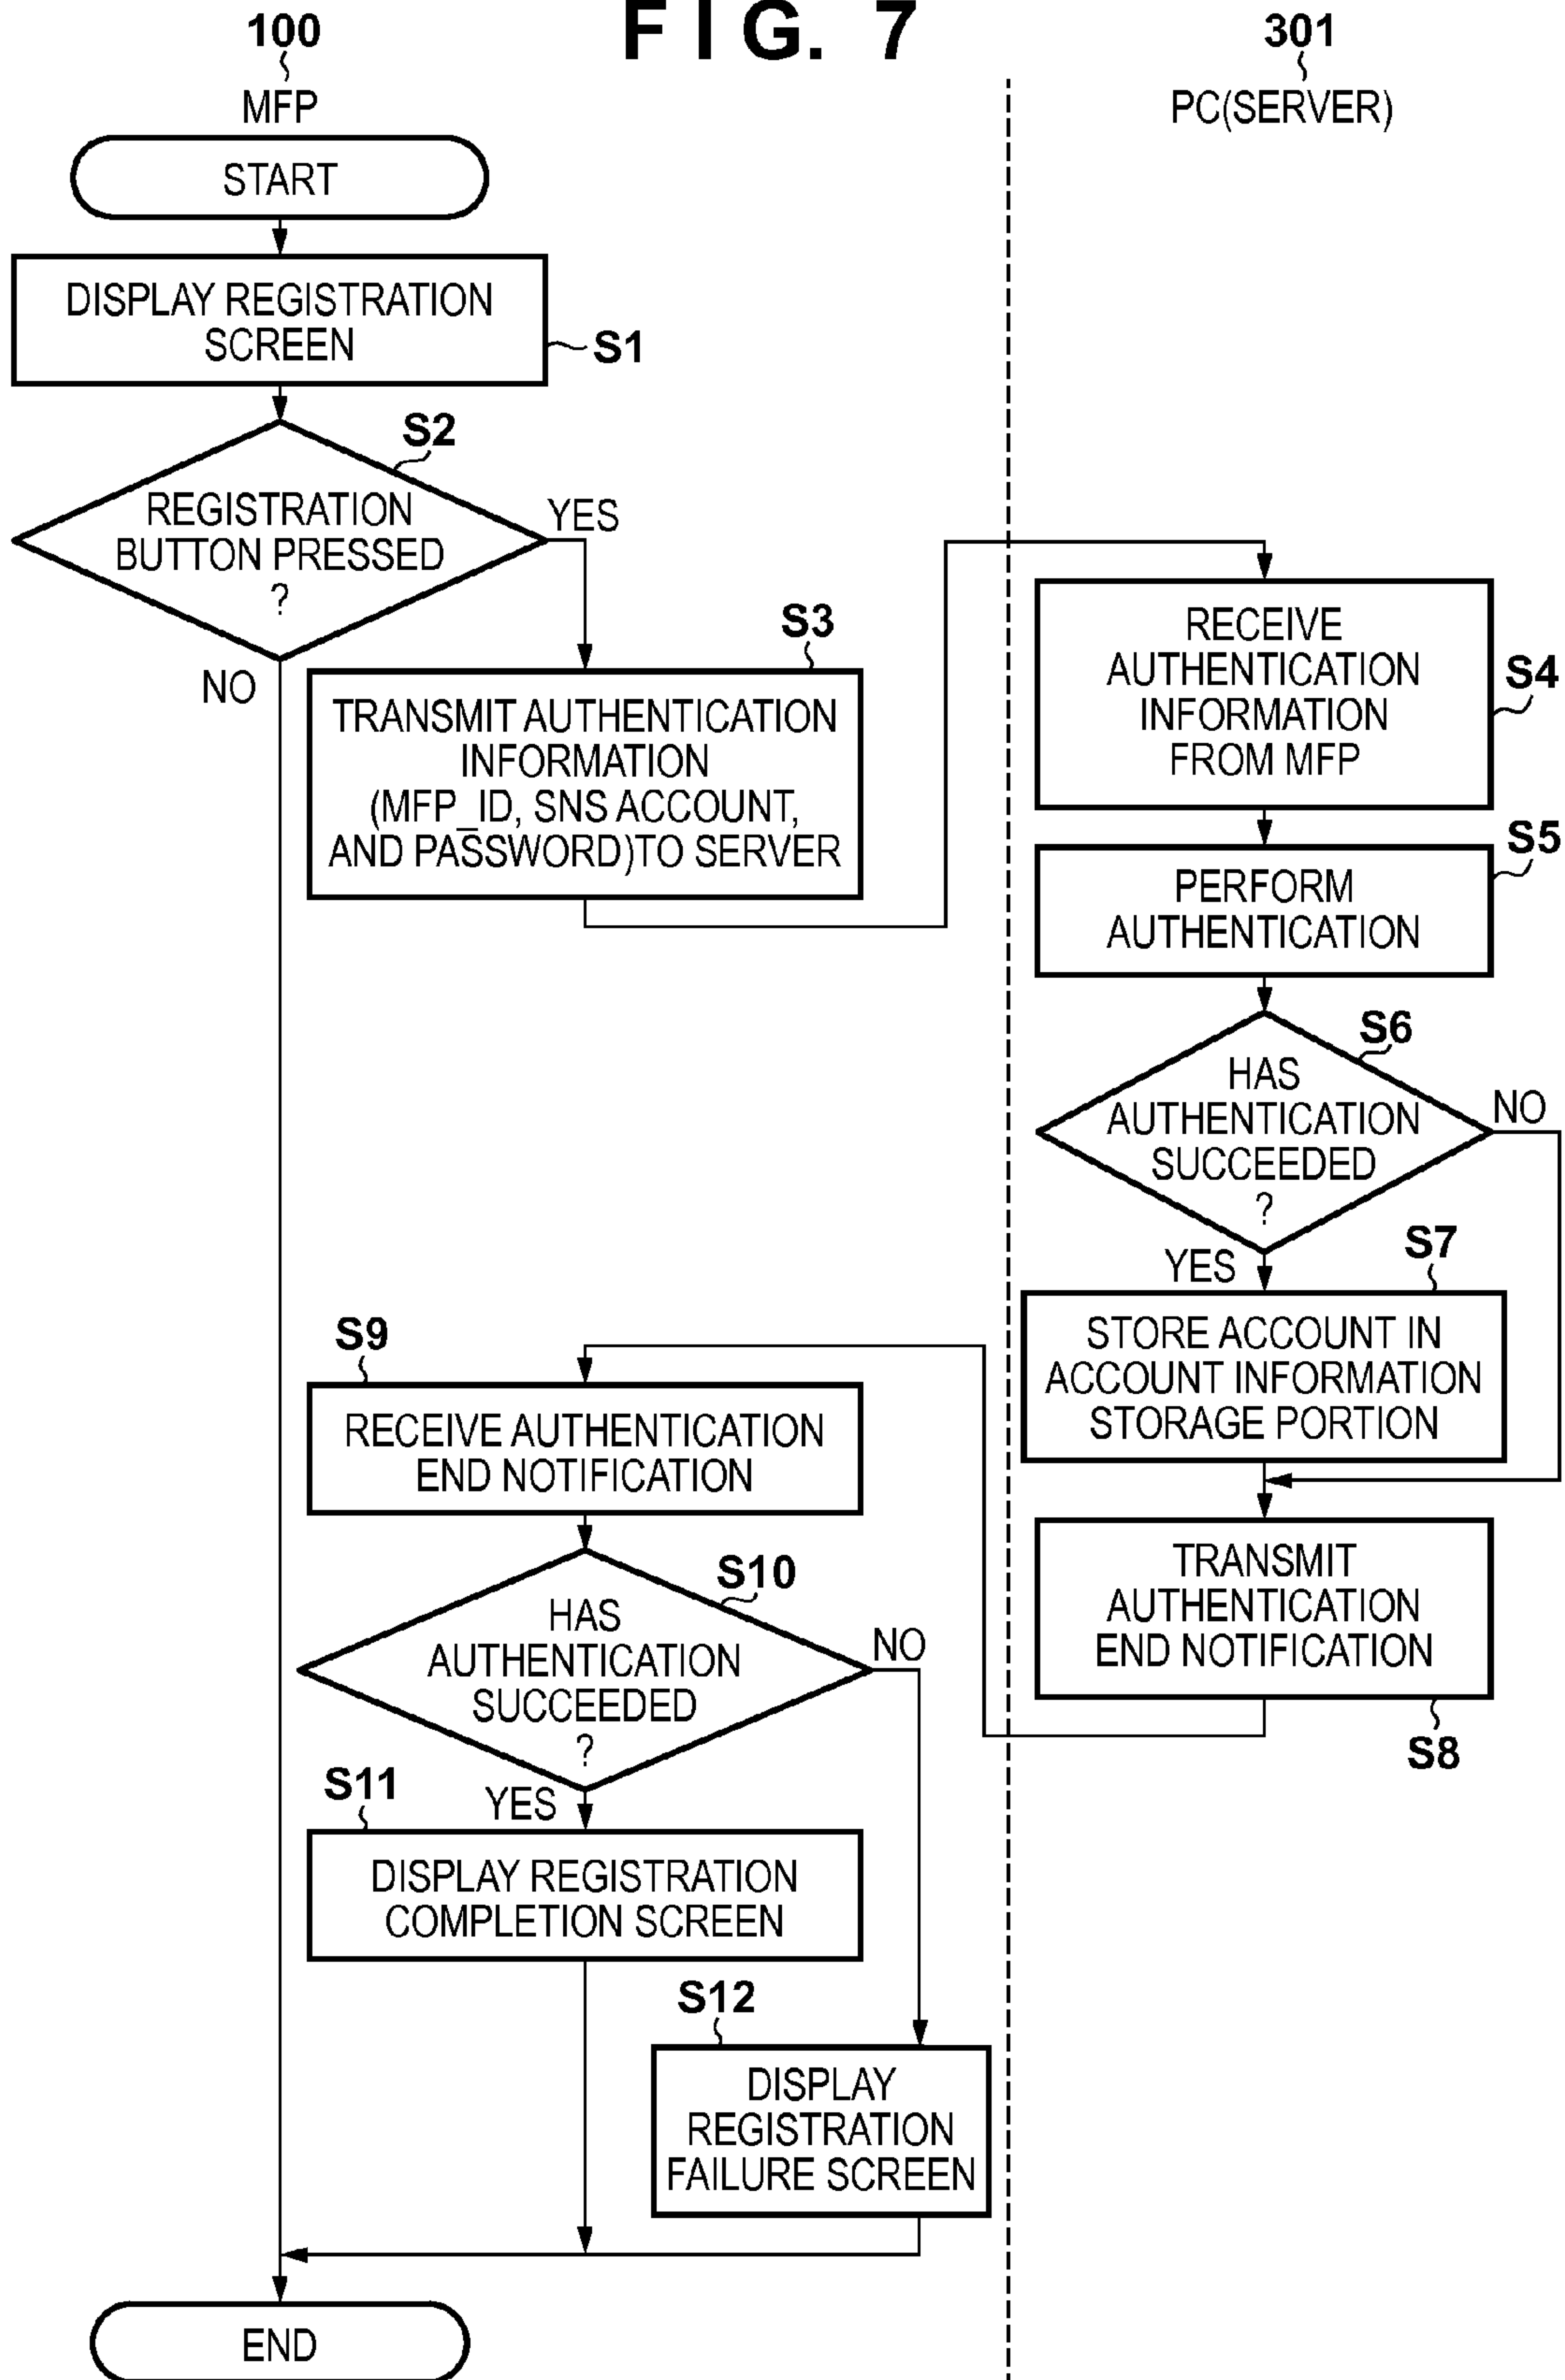 FIG. 7
100
MFP
301
PC(SERVER)
START
DISPLAY REGISTRATION
SCREEN
S1
S2
REGISTRATION
BUTTON PRESSED
?
YES
NO
S3
TRANSMIT AUTHENTICATION
INFORMATION
(MFP_ID, SNS ACCOUNT,
AND PASSWORD)TO SERVER
RECEIVE
AUTHENTICATION
INFORMATION
FROM MFP
S4
S5
PERFORM
AUTHENTICATION
S6
HAS
AUTHENTICATION
SUCCEEDED
?
NO
YES
S7
STORE ACCOUNT IN
ACCOUNT INFORMATION
STORAGE PORTION
TRANSMIT
AUTHENTICATION
END NOTIFICATION
S8
S9
RECEIVE AUTHENTICATION
END NOTIFICATION
S10
HAS
AUTHENTICATION
SUCCEEDED
?
NO
YES
S11
DISPLAY REGISTRATION
COMPLETION SCREEN
S12
DISPLAY
REGISTRATION
FAILURE SCREEN
END